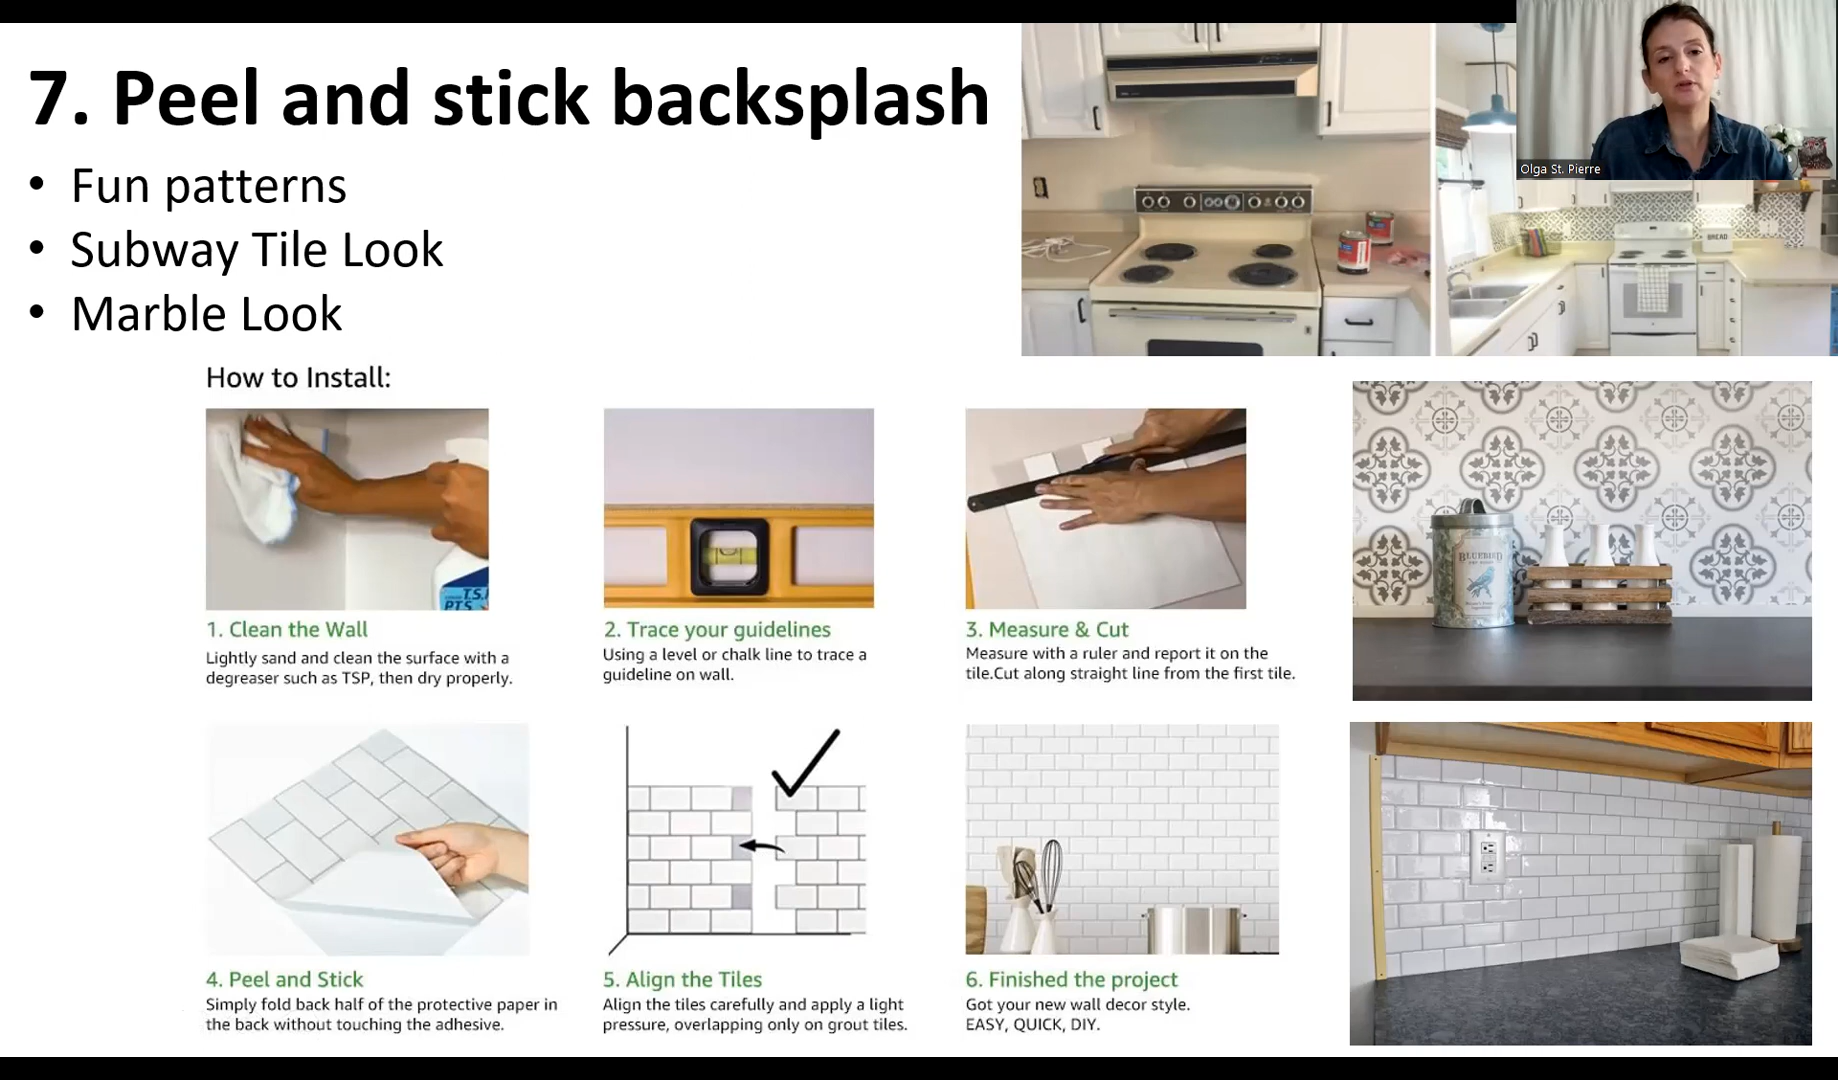 7. Peel and stick backsplash
• Fun patterns
• Subway Tile Look
• Marble Look
Olga St. Pierre
BREAD
How to Install:
T.S.
PTS
1. Clean the Wall
Lightly sand and clean the surface with a
degreaser such as TSP, then dry properly.
2. Trace your guidelines
Using a level or chalk line to trace a
guideline on wall.
3. Measure & Cut
Measure with a ruler and report it on the
tile.Cut along straight line from the first tile.
BLUEBIRD
4. Peel and Stick
Simply fold back half of the protective paper in
the back without touching the adhesive.
5. Align the Tiles
Align the tiles carefully and apply a light
pressure, overlapping only on grout tiles.
6. Finished the project
Got your new wall decor style.
EASY, QUICK, DIY.